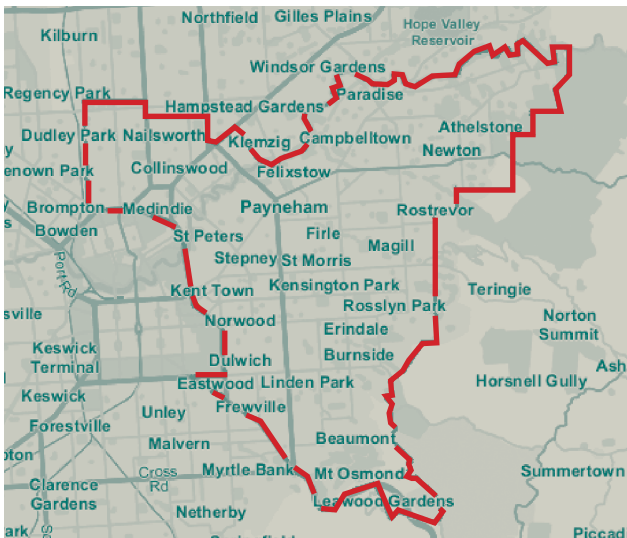 Northfield
Gilles Plains
Hope Valley
Reservoir
Kilburn
Windsor Gardens
Regency Park
Paradise
Hampstead Gardens
Dudley Park
Nailsworth
Klemzig
Campbelltown
Athelstone
Newton
enown Park
Collinswood
Felixstow
Brompton
Medindie
Payneham
Rostrevor
Bowden
St Peters
Firle
Magill
Stepney
St Morris
Port Rd
Kent Town
Kensington Park
Teringie
Rosslyn Park
sville
Norwood
Erindale
Norton
Summit
Keswick
Terminal
Dulwich
Burnside
Ash
Eastwood
Linden Park
Horsnell Gully
Keswick
Frewville
Unley
Forestville
Malvern
Beaumont
Cross
Rd
Myrtle Bank
Mt Osmond
Summertown
Clarence
Gardens
Leawood Gardens
Netherby
Piccad